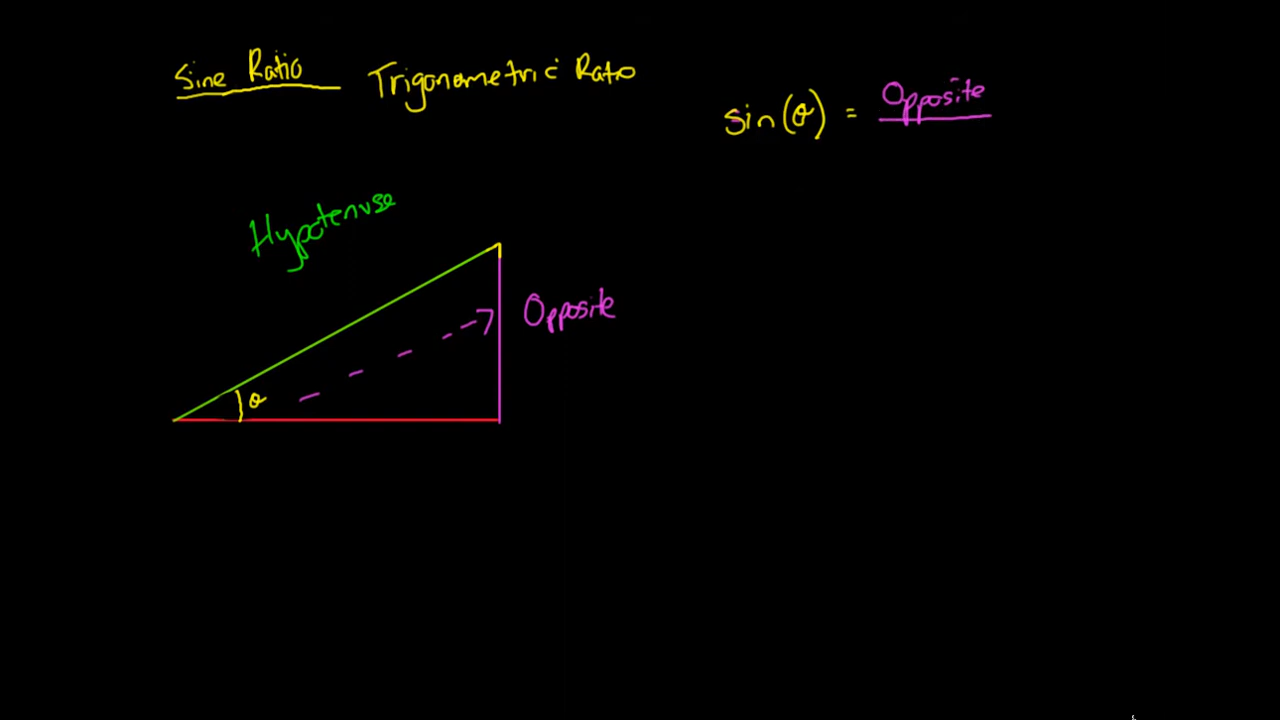 Sine Ratio Trigonometric Ratio
sin(θ) = Opposite
Hypotenuse
Opposite
θ